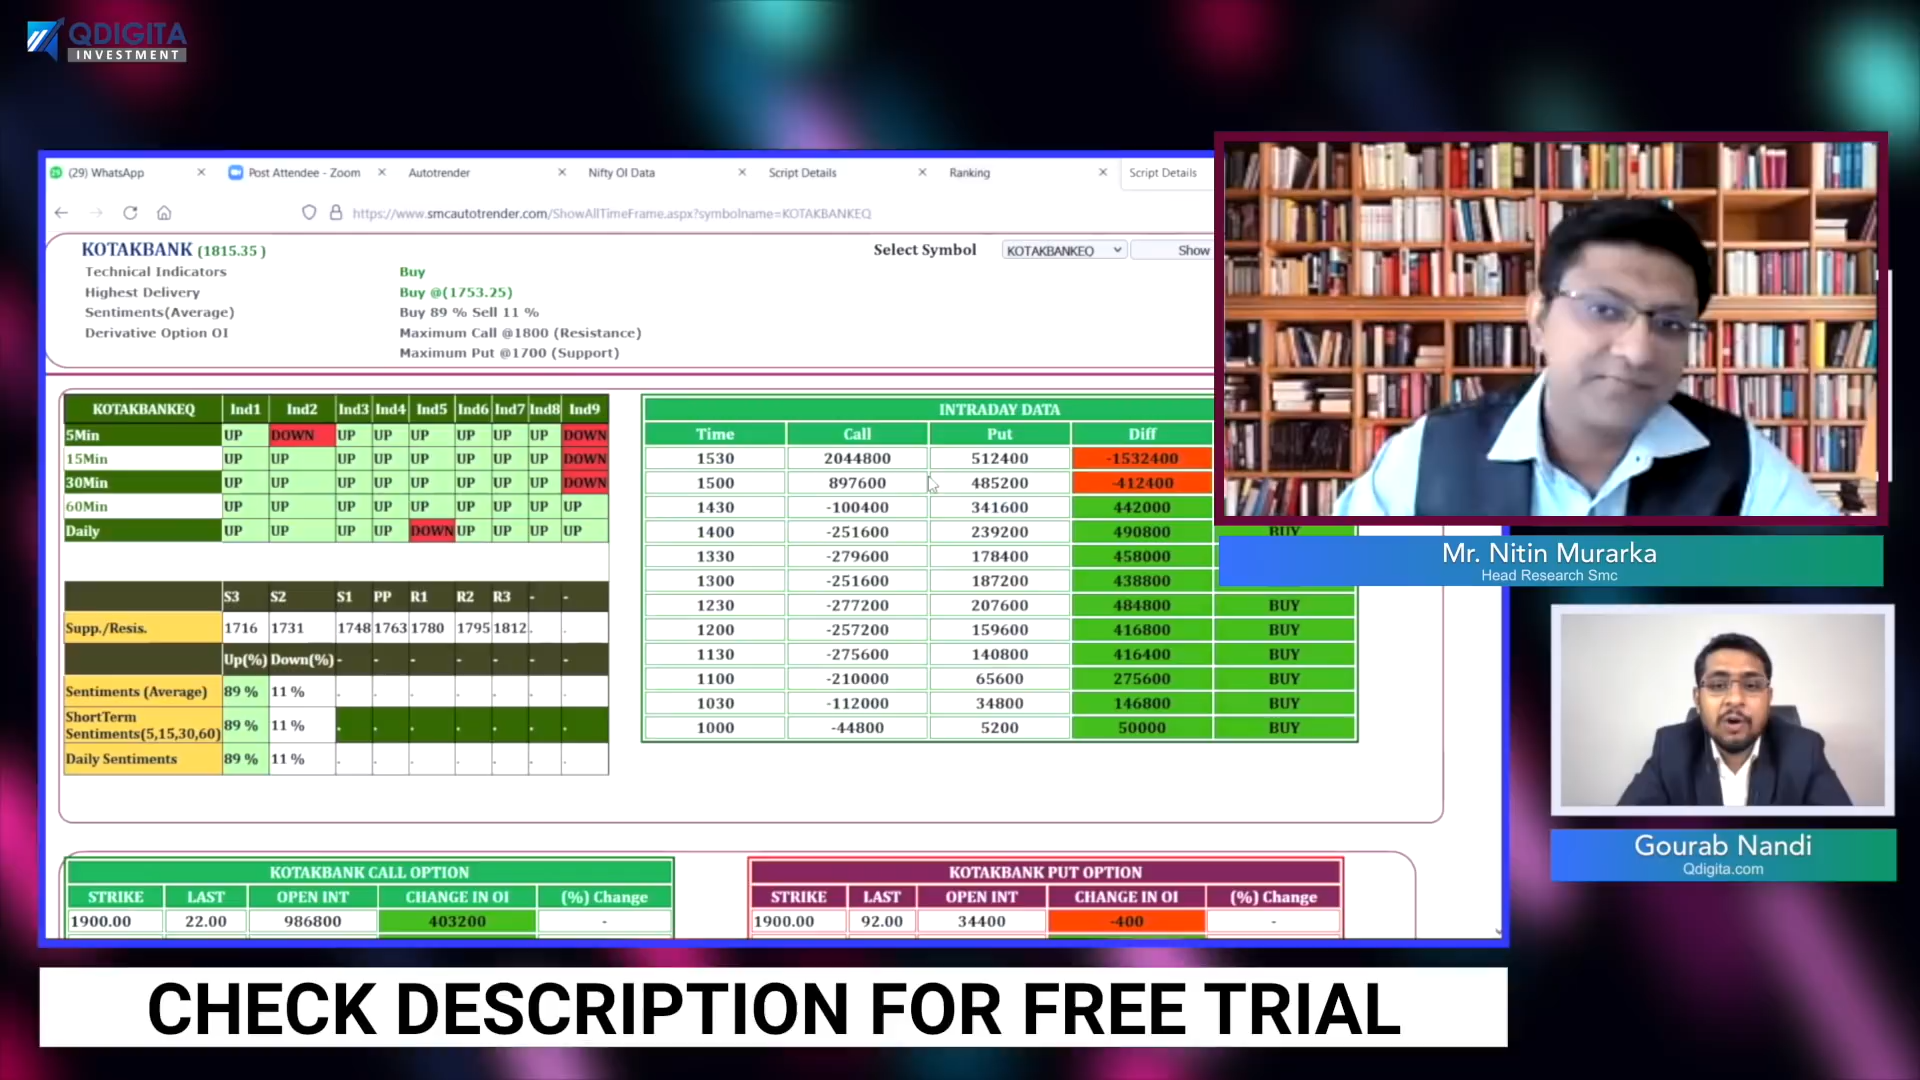 QDIGITA
INVESTMENT
(29) WhatsApp
Post Attendee - Zoom
Autotrender
Nifty OI Data
Script Details
Ranking
Script Details
https://www.smcautotrender.com/ShowAllTimeFrame.aspx?symbolname=KOTAKBANKEQ
KOTAKBANK (1815.35 )
Select Symbol KOTAKBANKEQ Show
Technical Indicators Buy
Highest Delivery Buy @(1753.25)
Sentiments(Average) Buy 89 % Sell 11 %
Derivative Option OI Maximum Call @1800 (Resistance)
Maximum Put @1700 (Support)
KOTAKBANKEQ Ind1 Ind2 Ind3 Ind4 Ind5 Ind6 Ind7 Ind8 Ind9
5Min UP DOWN UP UP UP UP UP UP DOWN
15Min UP UP UP UP UP UP UP UP DOWN
30Min UP UP UP UP UP UP UP UP DOWN
60Min UP UP UP UP UP UP UP UP UP
Daily UP UP UP UP DOWN UP UP UP UP
S3 S2 S1 PP R1 R2 R3 - -
Supp./Resis. 1716 1731 1748 1763 1780 1795 1812 . .
Up(%) Down(%) - - - - - - -
Sentiments (Average) 89 % 11 % . . . . . . .
ShortTerm
Sentiments(5,15,30,60) 89 % 11 % . . . . . . .
Daily Sentiments 89 % 11 % . . . . . . .
INTRADAY DATA
Time Call Put Diff
1530 2044800 512400 -1532400
1500 897600 485200 -412400
1430 -100400 341600 442000
1400 -251600 239200 490800 BUY
1330 -279600 178400 458000
1300 -251600 187200 438800
1230 -277200 207600 484800 BUY
1200 -257200 159600 416800 BUY
1130 -275600 140800 416400 BUY
1100 -210000 65600 275600 BUY
1030 -112000 34800 146800 BUY
1000 -44800 5200 50000 BUY
KOTAKBANK CALL OPTION
STRIKE LAST OPEN INT CHANGE IN OI (%) Change
1900.00 22.00 986800 403200 -
KOTAKBANK PUT OPTION
STRIKE LAST OPEN INT CHANGE IN OI (%) Change
1900.00 92.00 34400 -400 -
Mr. Nitin Murarka
Head Research Smc
Gourab Nandi
Qdigita.com
CHECK DESCRIPTION FOR FREE TRIAL